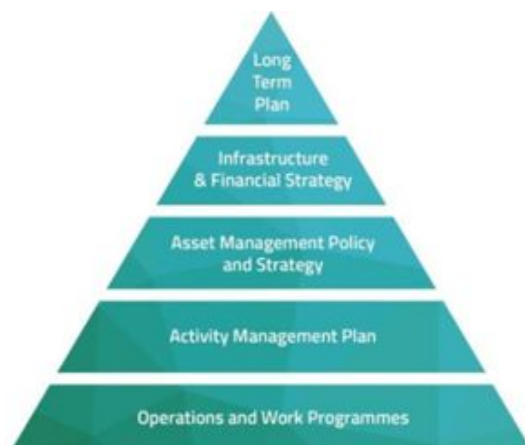 Long
Term
Plan
Infrastructure
& Financial Strategy
Asset Management Policy
and Strategy
Activity Management Plan
Operations and Work Programmes